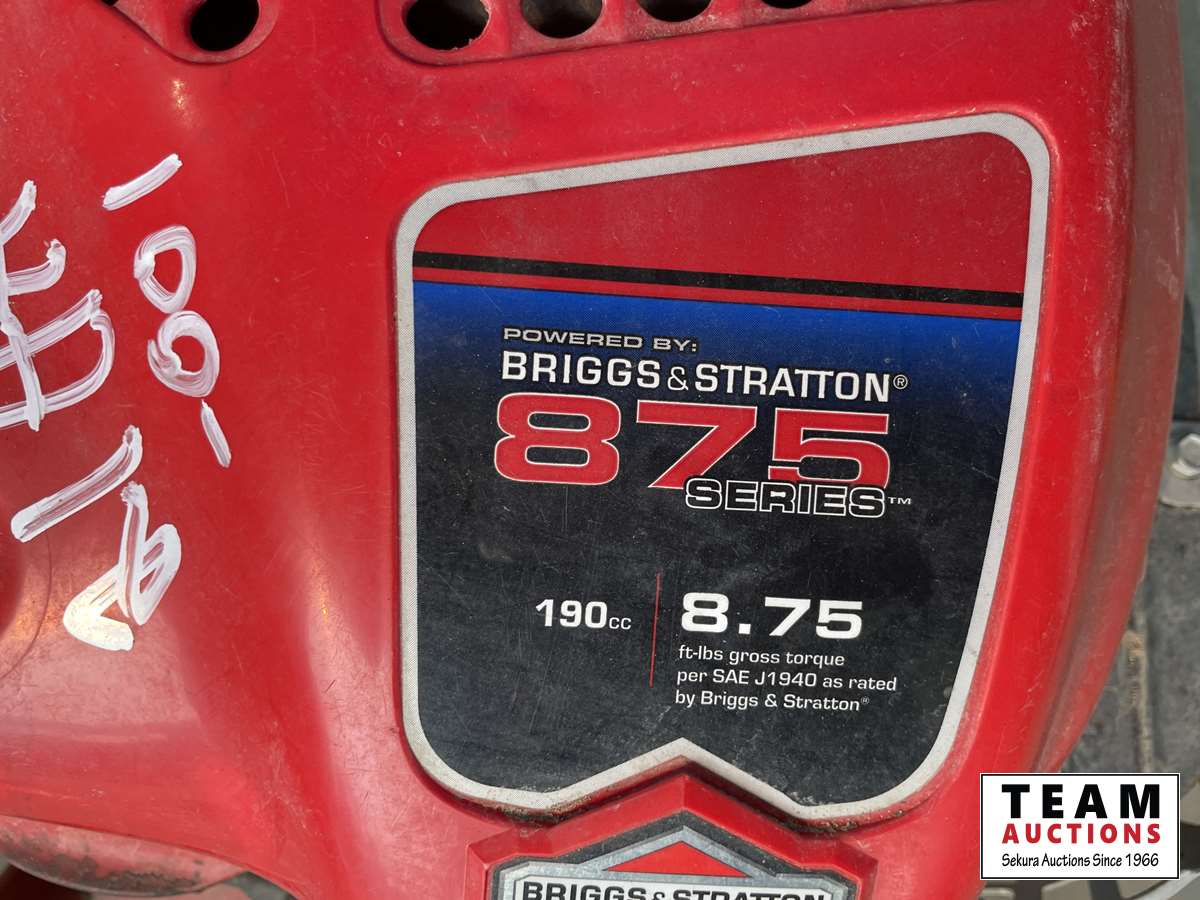 POWERED BY:
BRIGGS & STRATTON®
875
SERIES™
190cc
8.75
ft-lbs gross torque
per SAE J1940 as rated
by Briggs & Stratton®
BRIGGS & STRATTON
TEAM
AUCTIONS
Sekura Auctions Since 1966